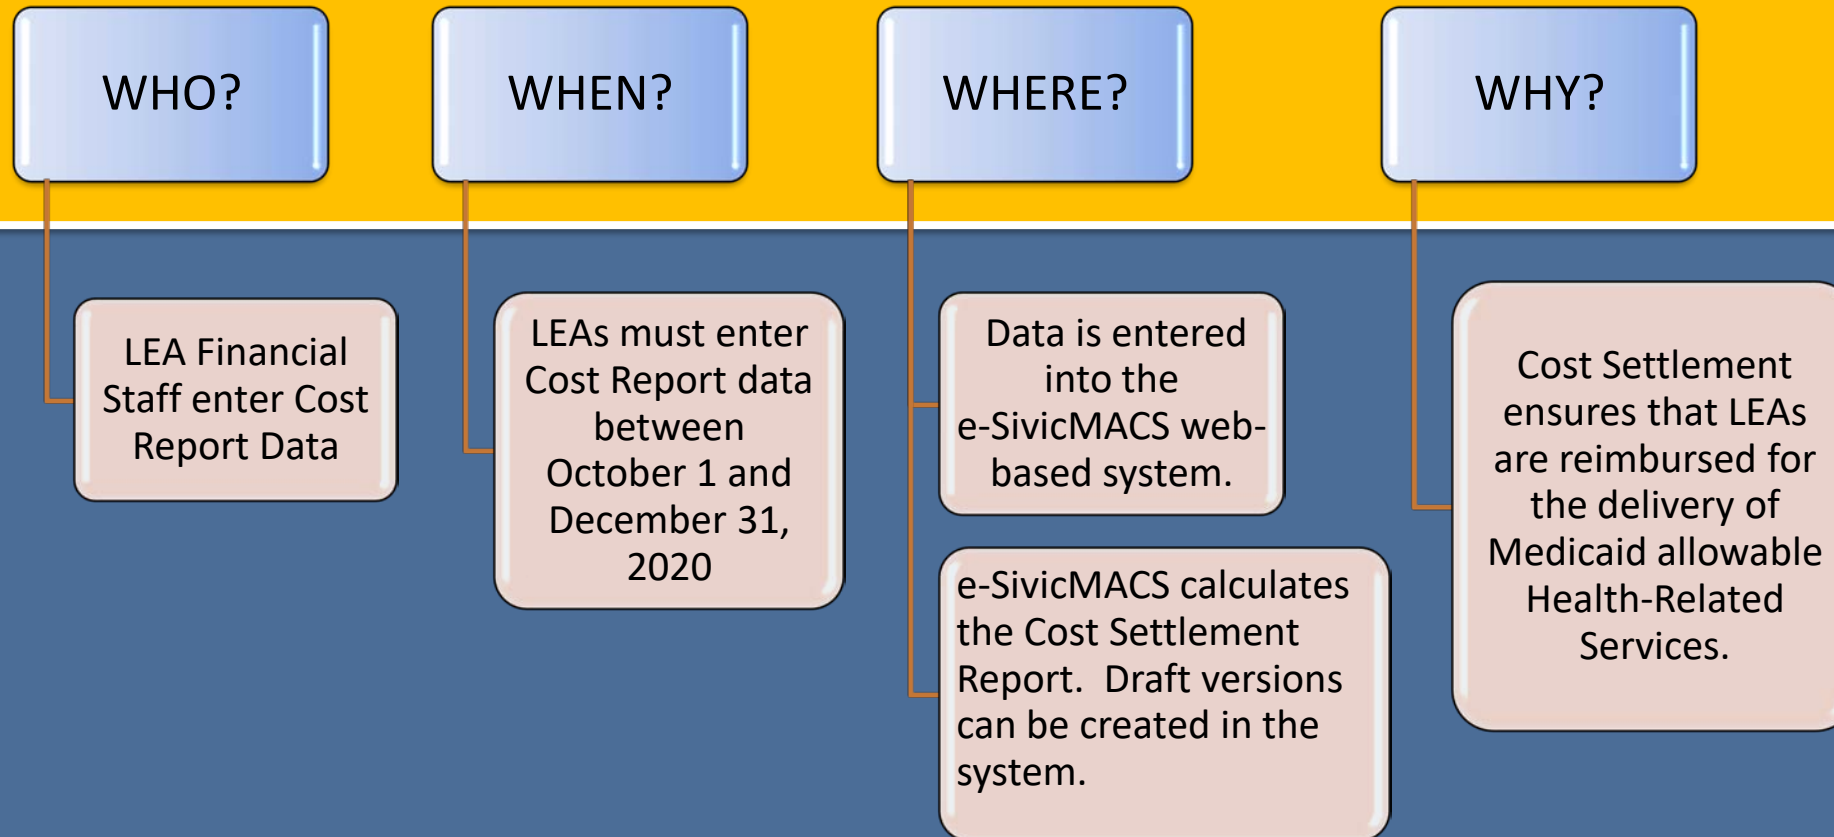 WHO?
LEA Financial
Staff enter Cost
Report Data
WHEN?
LEAs must enter
Cost Report data
between
October 1 and
December 31,
2020
WHERE?
Data is entered
into the
e-SivicMACS web-
based system.
e-SivicMACS calculates
the Cost Settlement
Report.  Draft versions
can be created in the
system.
WHY?
Cost Settlement
ensures that LEAs
are reimbursed for
the delivery of
Medicaid allowable
Health-Related
Services.